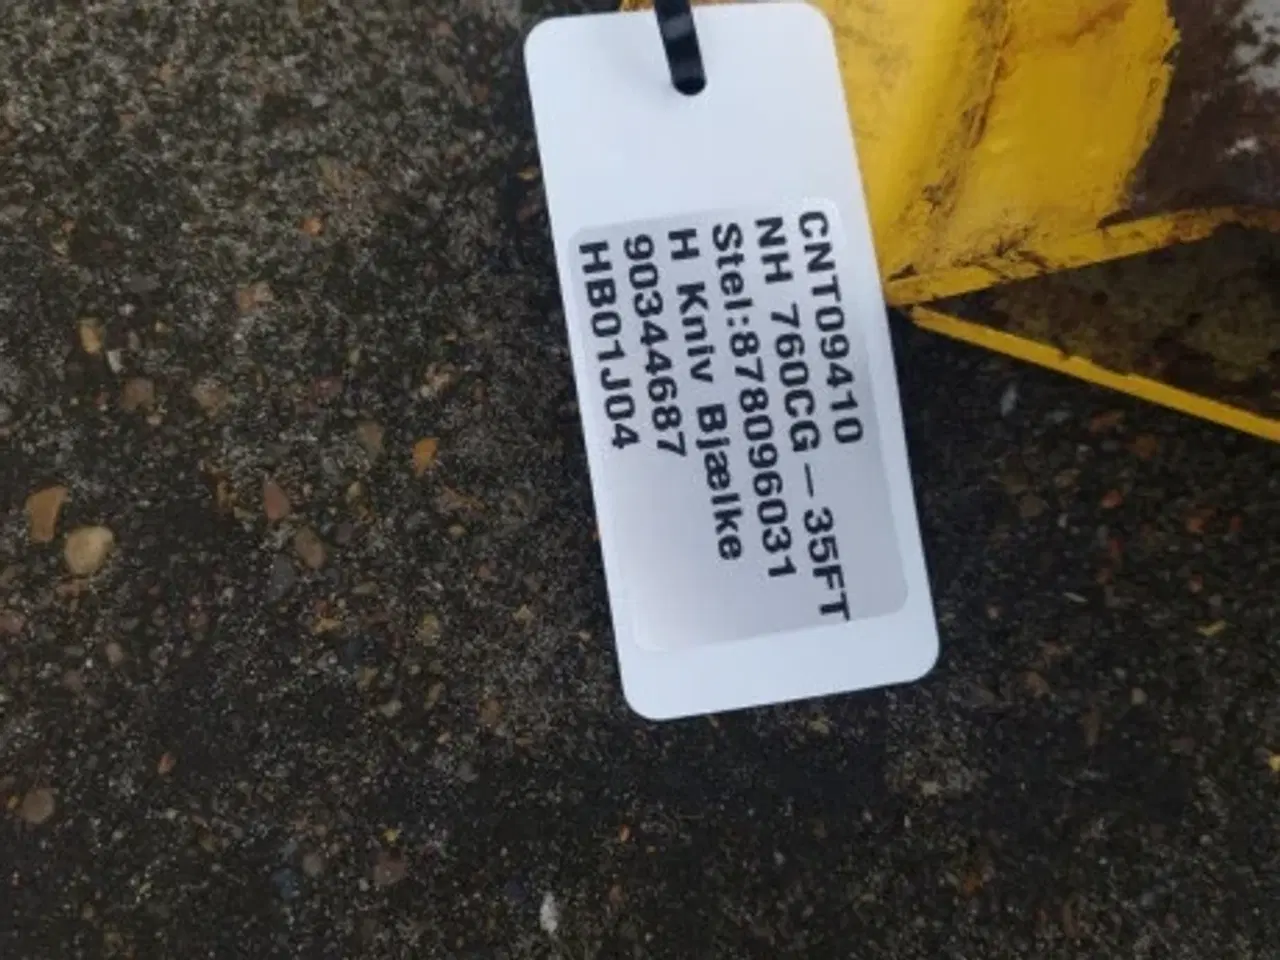 CNT09410
NH 760CG – 35FT
Stel:878096031
H Kniv Bjælke
90344687
HB01J04